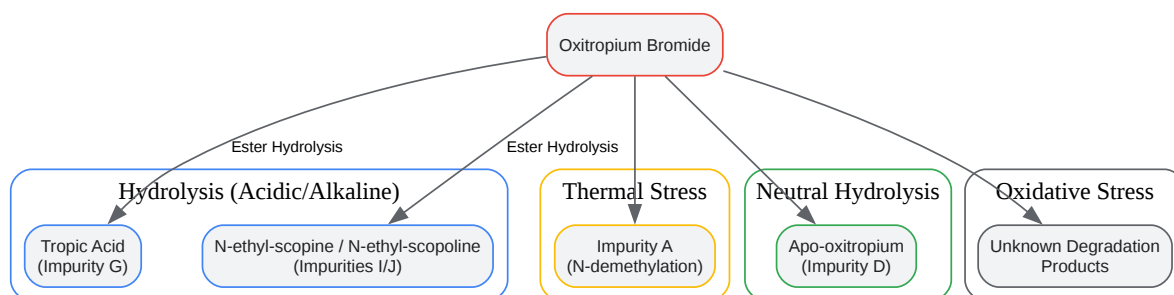 Oxitropium Bromide
Ester Hydrolysis
Ester Hydrolysis
Hydrolysis (Acidic/Alkaline)
Thermal Stress
Neutral Hydrolysis
Oxidative Stress
Tropic Acid
(Impurity G)
N-ethyl-scopine / N-ethyl-scopoline
(Impurities I/J)
Impurity A
(N-demethylation)
Apo-oxitropium
(Impurity D)
Unknown Degradation
Products